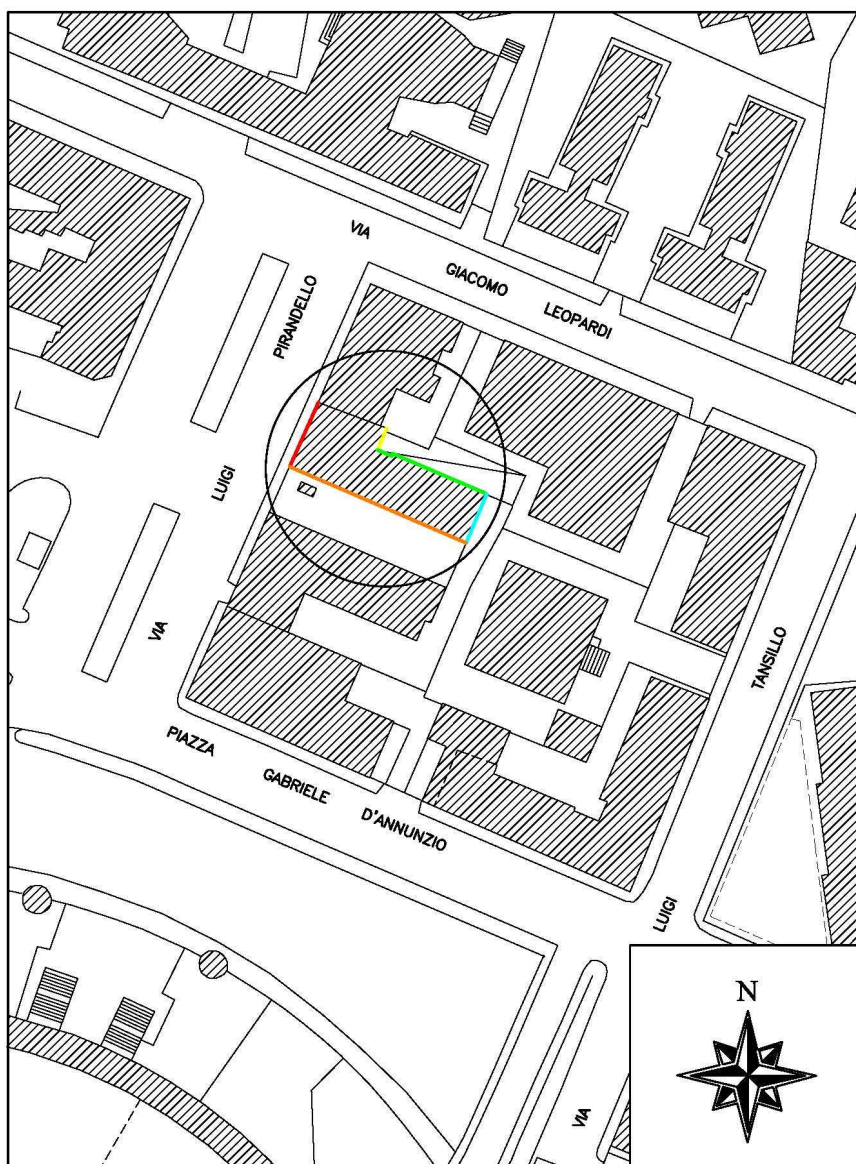 VIA
GIACOMO
LEOPARDI
PIRANDELLO
LUIGI
VIA
TANSILLO
PIAZZA
GABRIELE
D'ANNUNZIO
LUIGI
N
VIA